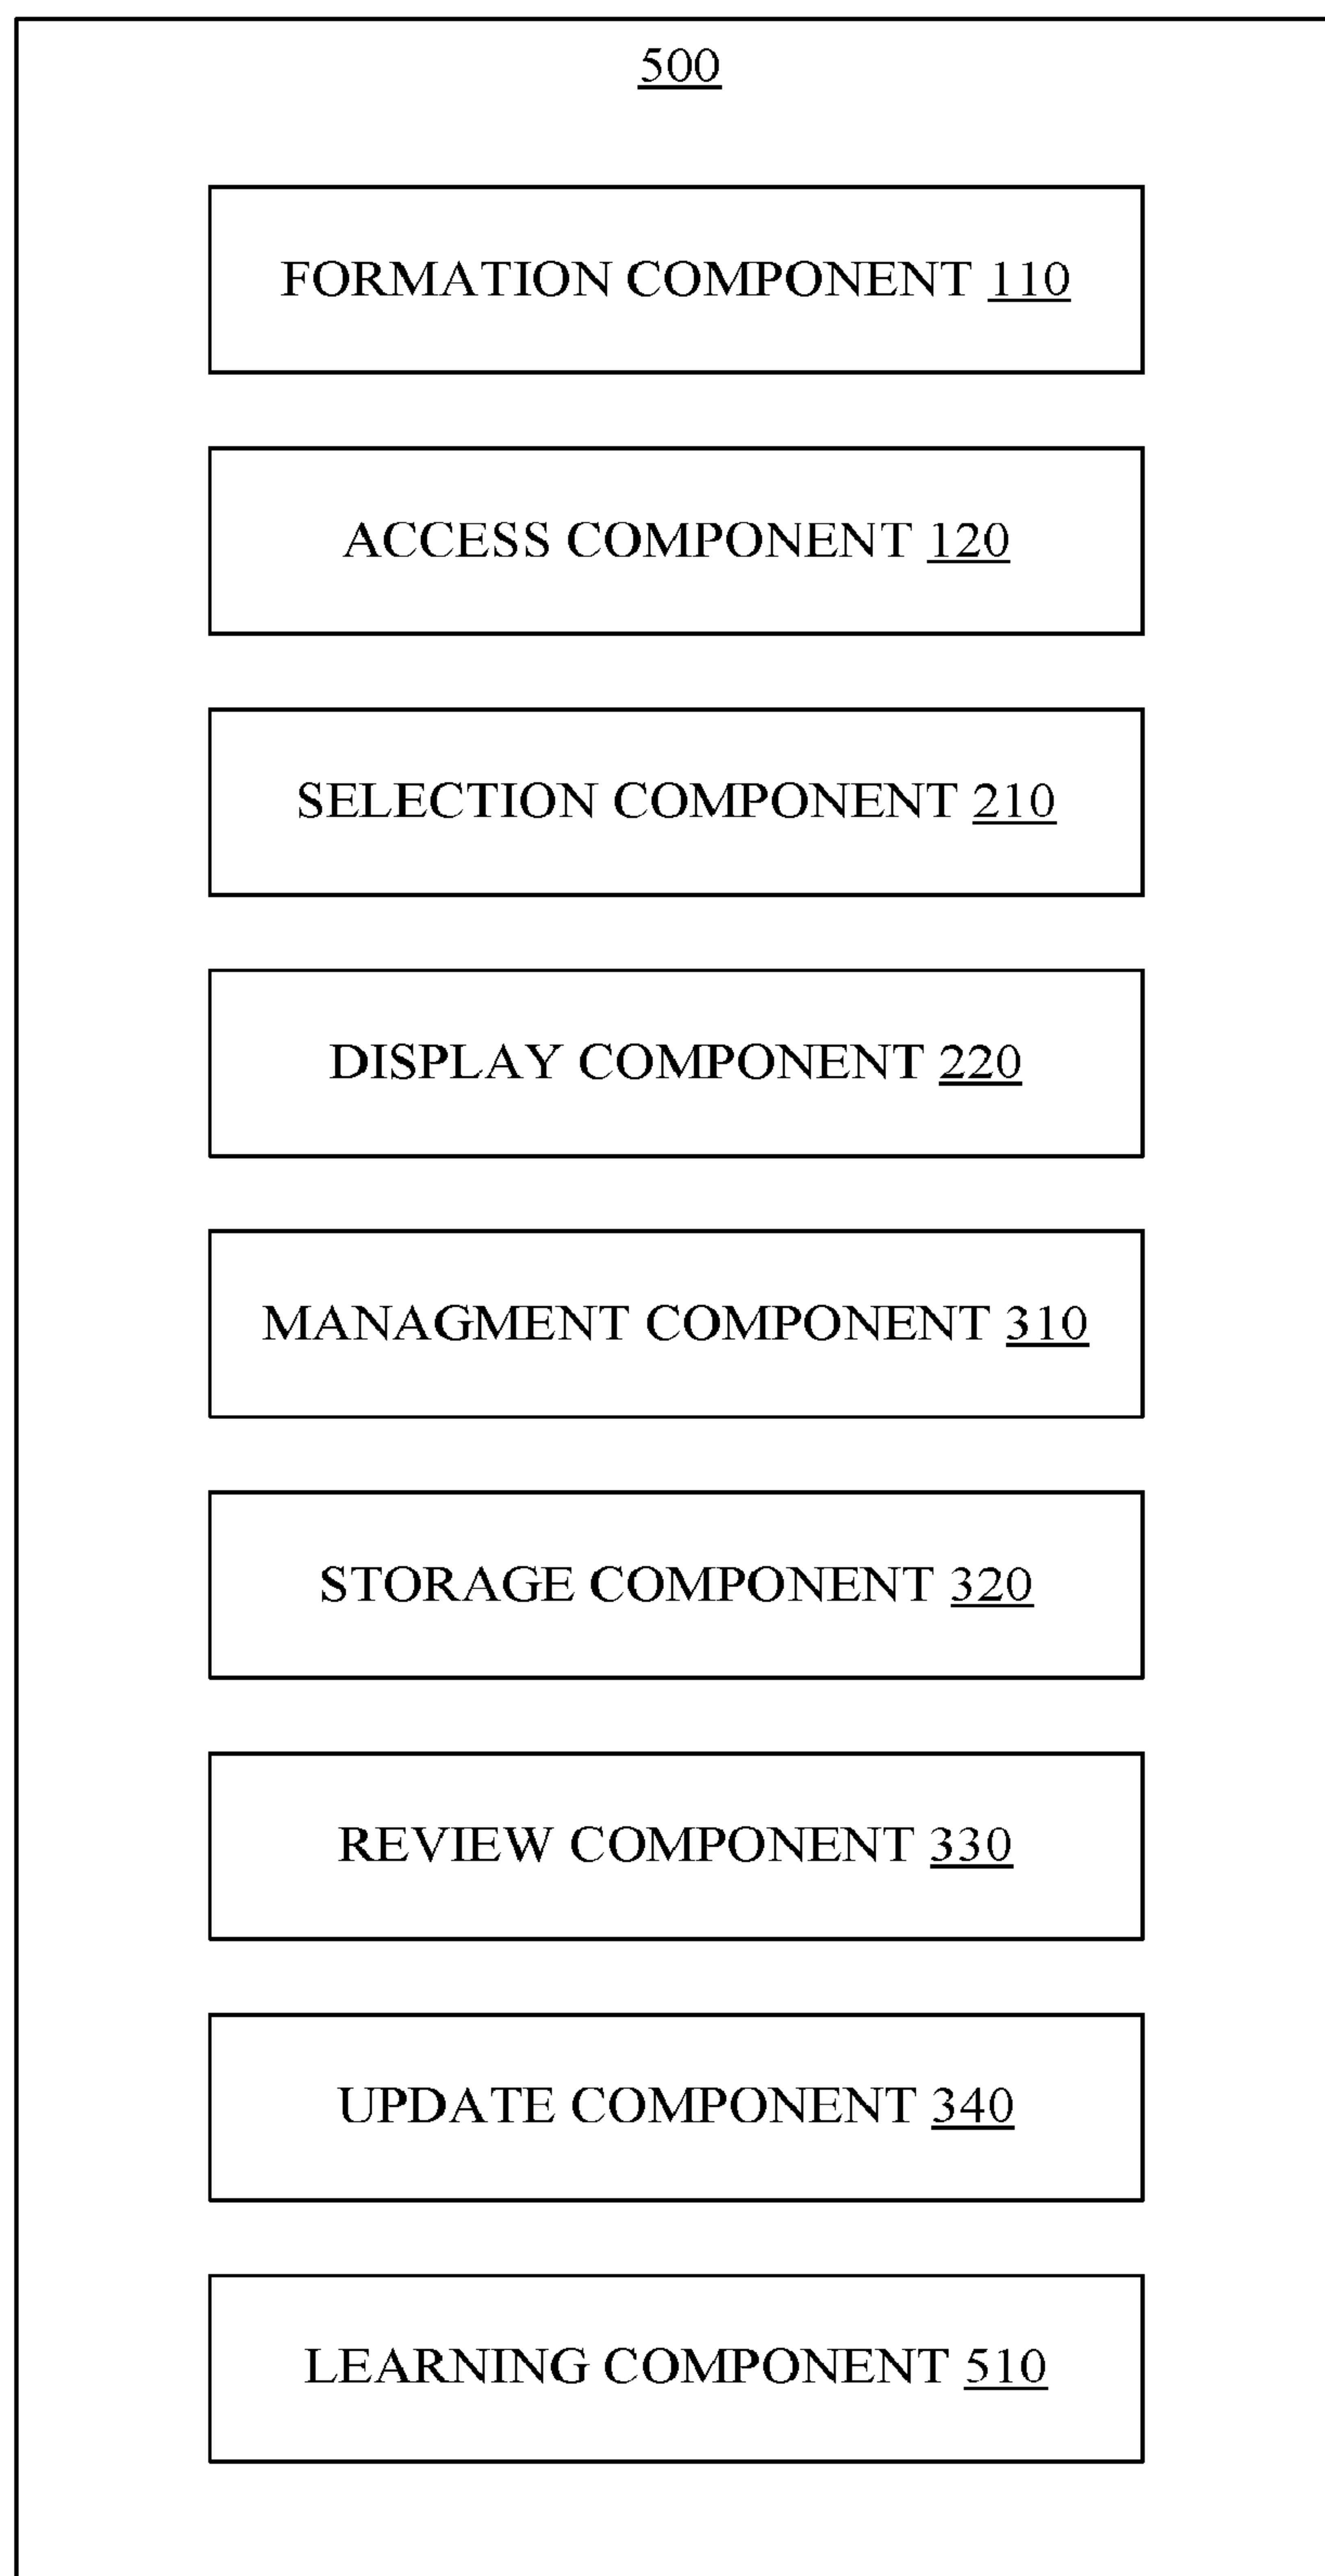 500
FORMATION COMPONENT 110
ACCESS COMPONENT 120
SELECTION COMPONENT 210
DISPLAY COMPONENT 220
MANAGMENT COMPONENT 310
STORAGE COMPONENT 320
REVIEW COMPONENT 330
UPDATE COMPONENT 340
LEARNING COMPONENT 510